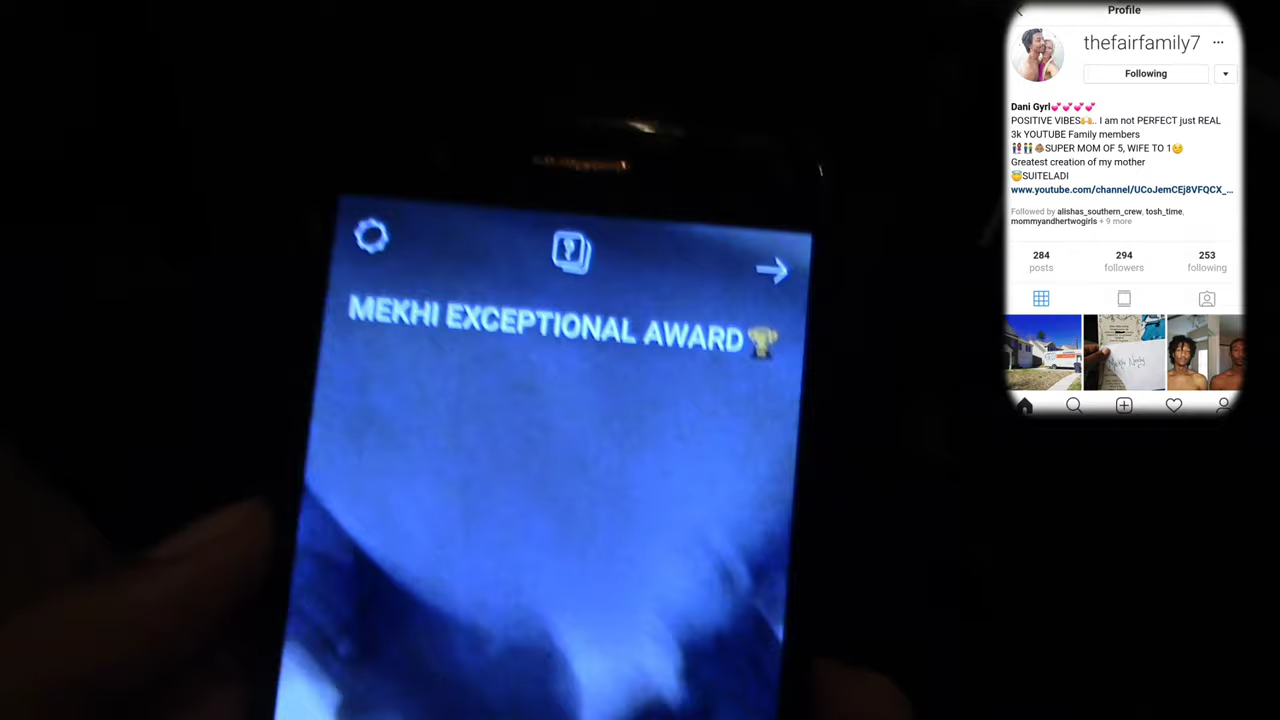 MEKHI EXCEPTIONAL AWARD🏆
Profile
thefairfamily7
Following
Dani Gyrl💕💕💕💕
POSITIVE VIBES🙌.. I am not PERFECT just REAL
3k YOUTUBE Family members
👭👬👶🏽SUPER MOM OF 5, WIFE TO 1😉
Greatest creation of my mother
😇SUITELADI
www.youtube.com/channel/UCoJemCEj8VFQCX_...
Followed by alishas_southern_crew, tosh_time,
mommyandhertwogirls + 9 more
284 294 253
posts followers following